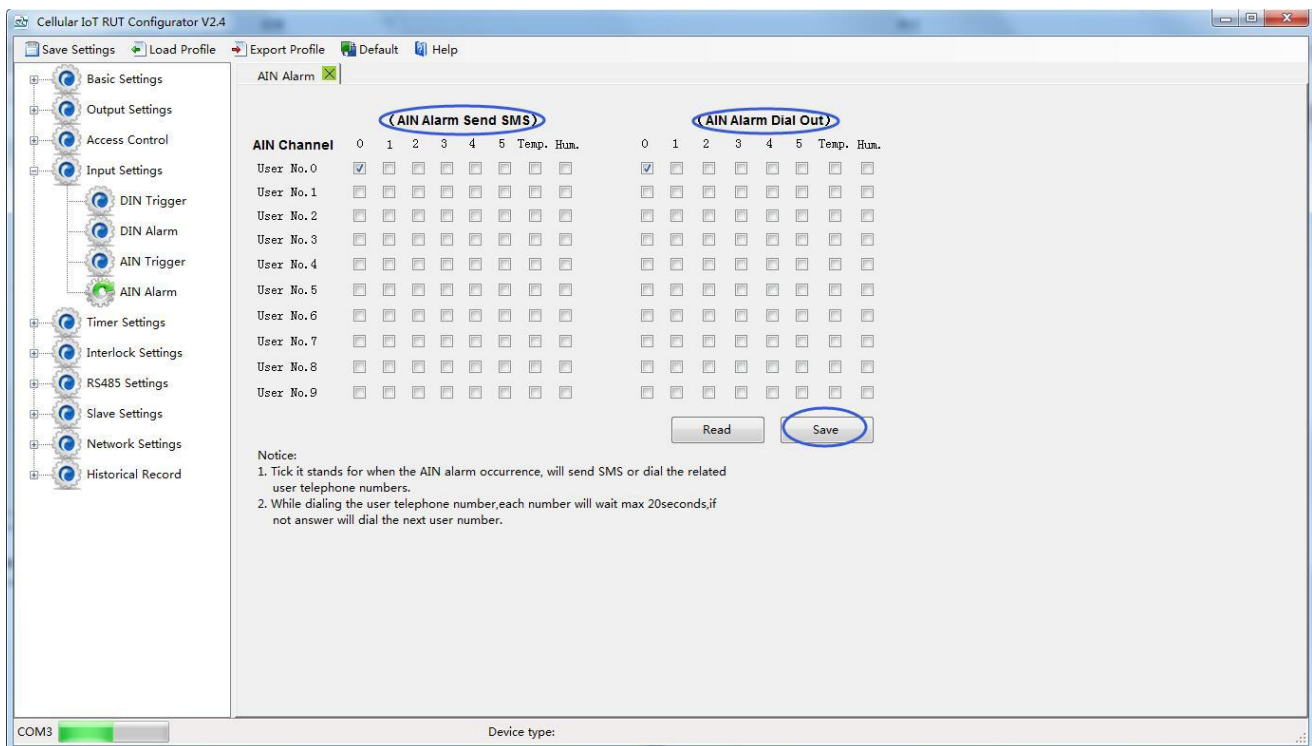 Cellular IoT RUT Configurator V2.4
Save Settings Load Profile Export Profile Default Help
Basic Settings
Output Settings
Access Control
Input Settings
DIN Trigger
DIN Alarm
AIN Trigger
AIN Alarm
Timer Settings
Interlock Settings
RS485 Settings
Slave Settings
Network Settings
Historical Record
AIN Alarm
(AIN Alarm Send SMS) (AIN Alarm Dial Out)
AIN Channel 0 1 2 3 4 5 Temp. Hum. 0 1 2 3 4 5 Temp. Hum.
User No.0
User No.1
User No.2
User No.3
User No.4
User No.5
User No.6
User No.7
User No.8
User No.9
Read Save
Notice:
1. Tick it stands for when the AIN alarm occurrence, will send SMS or dial the related
user telephone numbers.
2. While dialing the user telephone number,each number will wait max 20seconds,if
not answer will dial the next user number.
COM3 Device type: